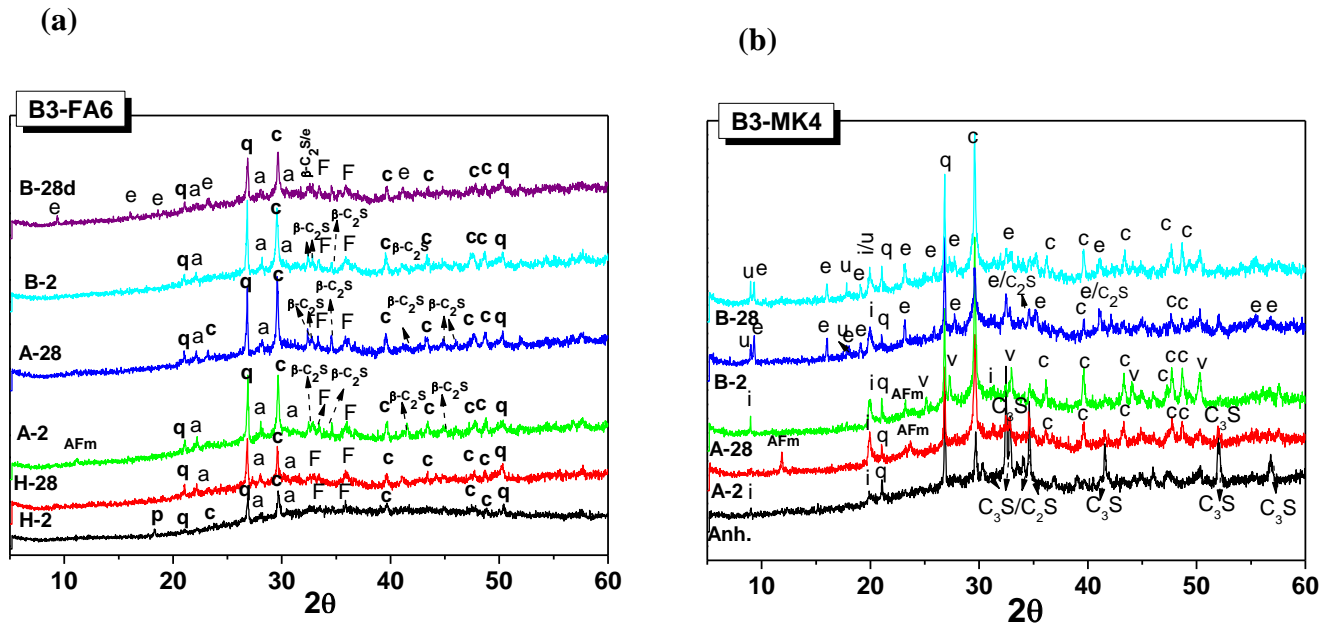 (a)
(b)
B3-FA6
B3-MK4
B-28d
e e e q a e q a c a β-C₂S/e F F c e c c c q
B-2
q a q a c a β-C₂S F β-C₂S F c β-C₂S c c c q
A-28
q a c q a c β-C₂S F β-C₂S F c β-C₂S c β-C₂S c c q
A-2
AFm q a q a c a β-C₂S F β-C₂S F c β-C₂S c β-C₂S c c q
H-28
q a q a c a F F c c c c q
H-2
p q c q a c a F F c c c q
10 20 30 40 50 60
2θ
B-28
u e e u e i/u q e e q e c e c c e c c c
B-2
u e e u e i q e e e/C₂S e c e/C₂S c c e e
A-28
i i q AFm v v i v c c c v c c v
A-2
AFm i q AFm C₃S c c c c c C₃S
Anh.
i i q C₃S/C₂S C₃S C₃S C₃S
10 20 30 40 50 60
2θ